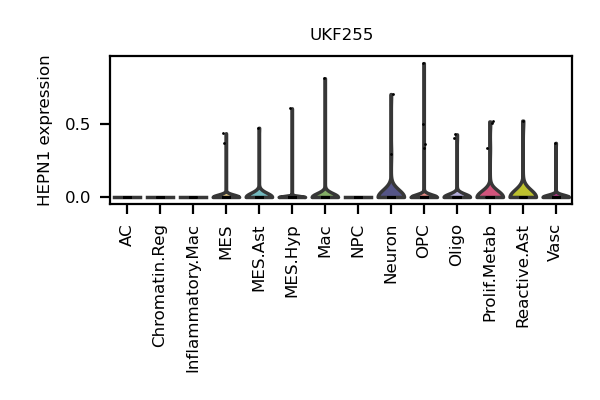 UKF255
HEPN1 expression
0.5
0.0
AC
Chromatin.Reg
Inflammatory.Mac
MES
MES.Ast
MES.Hyp
Mac
NPC
Neuron
OPC
Oligo
Prolif.Metab
Reactive.Ast
Vasc